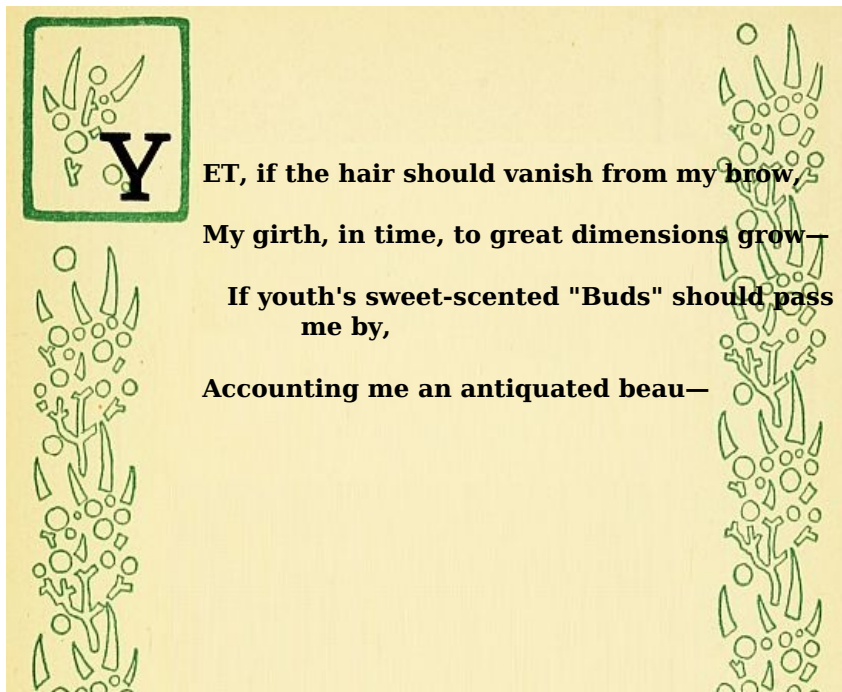 YET, if the hair should vanish from my brow,
My girth, in time, to great dimensions grow—
If youth's sweet-scented "Buds" should pass
me by,
Accounting me an antiquated beau—